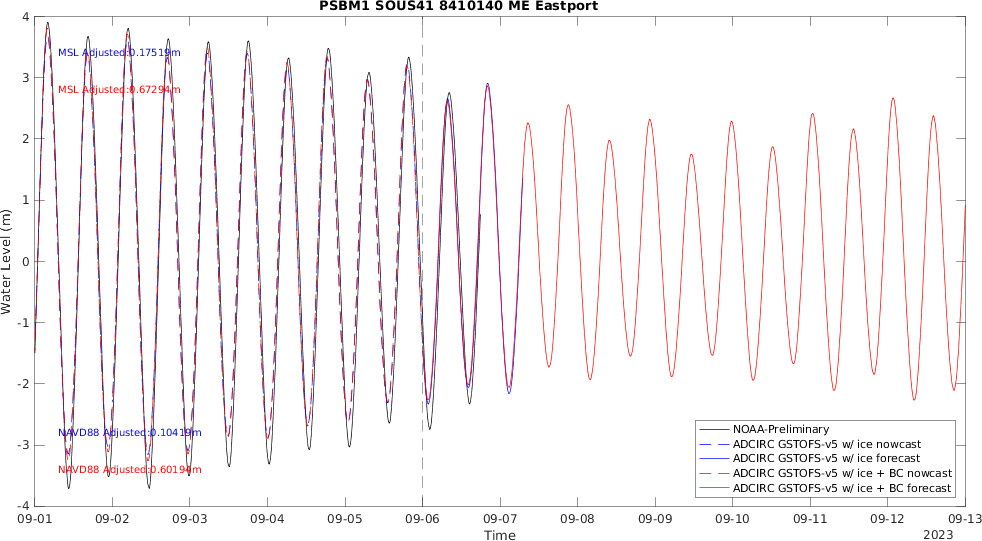 PSBM1 SOUS41 8410140 ME Eastport
4
3
2
1
0
-1
-2
-3
-4
Water Level (m)
MSL Adjusted:0.17519m
MSL Adjusted:0.67294m
NAVD88 Adjusted:0.10419m
NAVD88 Adjusted:0.60194m
NOAA-Preliminary
ADCIRC GSTOFS-v5 w/ ice nowcast
ADCIRC GSTOFS-v5 w/ ice forecast
ADCIRC GSTOFS-v5 w/ ice + BC nowcast
ADCIRC GSTOFS-v5 w/ ice + BC forecast
09-01 09-02 09-03 09-04 09-05 09-06 09-07 09-08 09-09 09-10 09-11 09-12 09-13
Time
2023